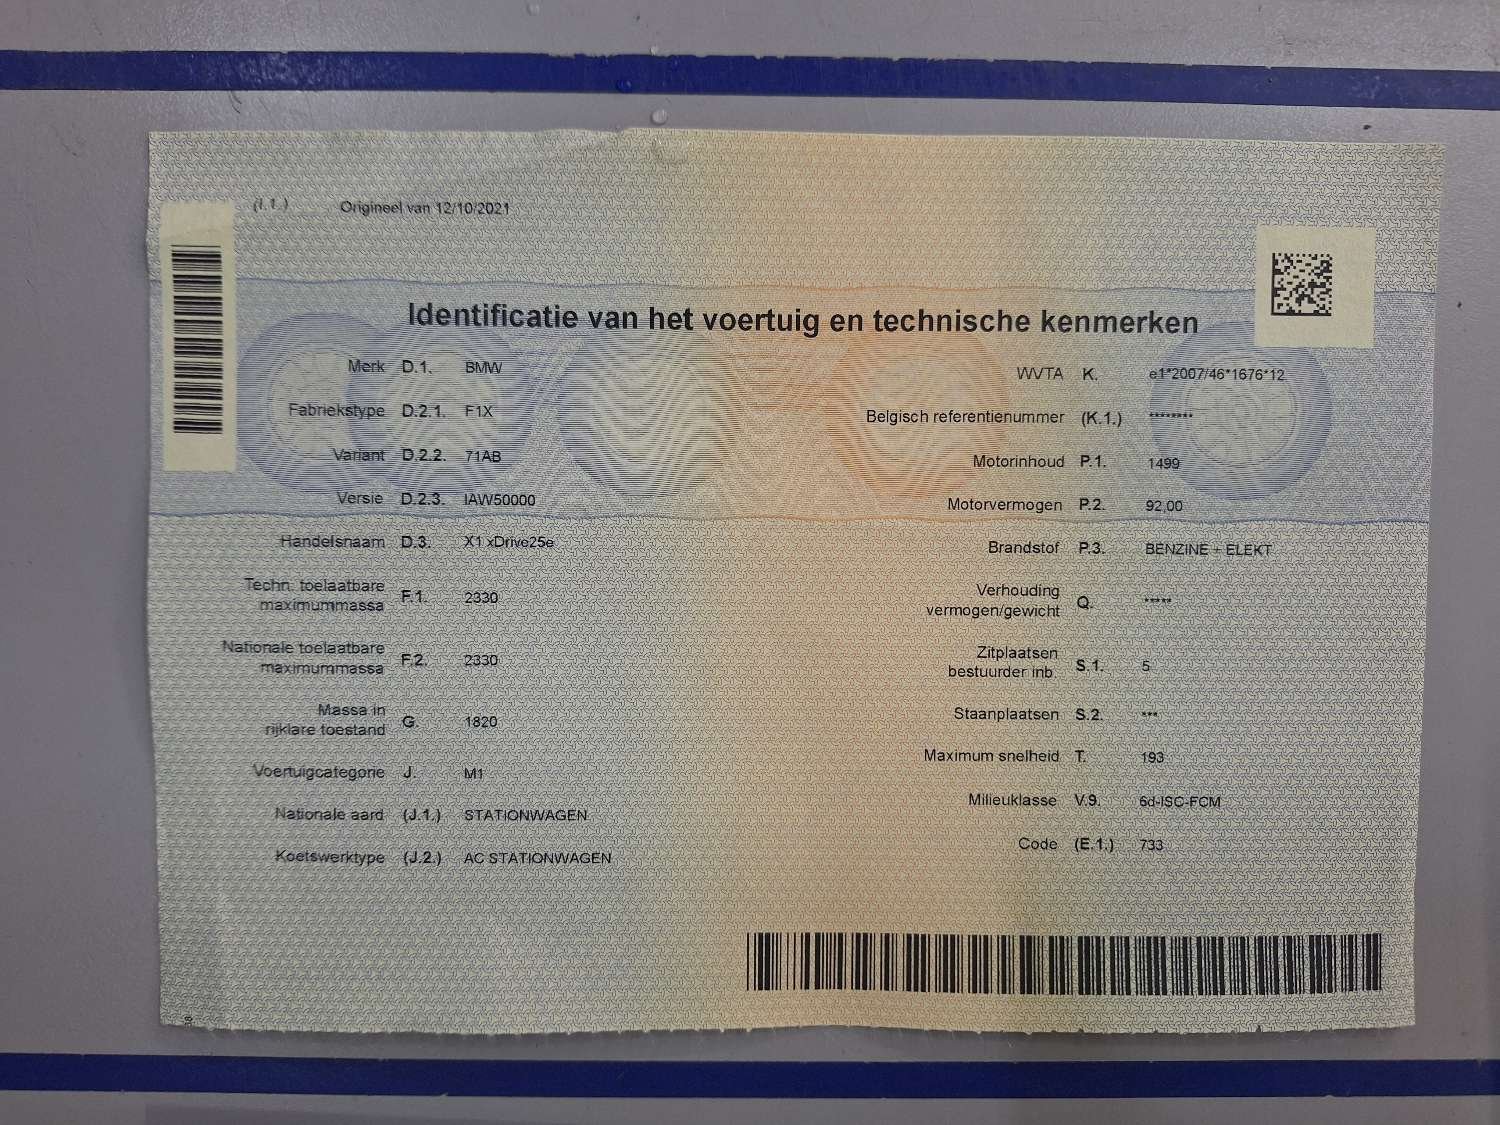 (I.1.) Origineel van 12/10/2021
Identificatie van het voertuig en technische kenmerken
Merk D.1. BMW
Fabriekstype D.2.1. F1X
Variant D.2.2. 71AB
Versie D.2.3. IAW50000
Handelsnaam D.3. X1 xDrive25e
Techn. toelaatbare
maximummassa F.1. 2330
Nationale toelaatbare
maximummassa F.2. 2330
Massa in
rijklare toestand G. 1820
Voertuigcategorie J. M1
Nationale aard (J.1.) STATIONWAGEN
Koetswerktype (J.2.) AC STATIONWAGEN
WVTA K. e1*2007/46*1676*12
Belgisch referentienummer (K.1.) ********
Motorinhoud P.1. 1499
Motorvermogen P.2. 92,00
Brandstof P.3. BENZINE + ELEKT
Verhouding
vermogen/gewicht Q. *****
Zitplaatsen
bestuurder inb. S.1. 5
Staanplaatsen S.2. ***
Maximum snelheid T. 193
Milieuklasse V.9. 6d-ISC-FCM
Code (E.1.) 733